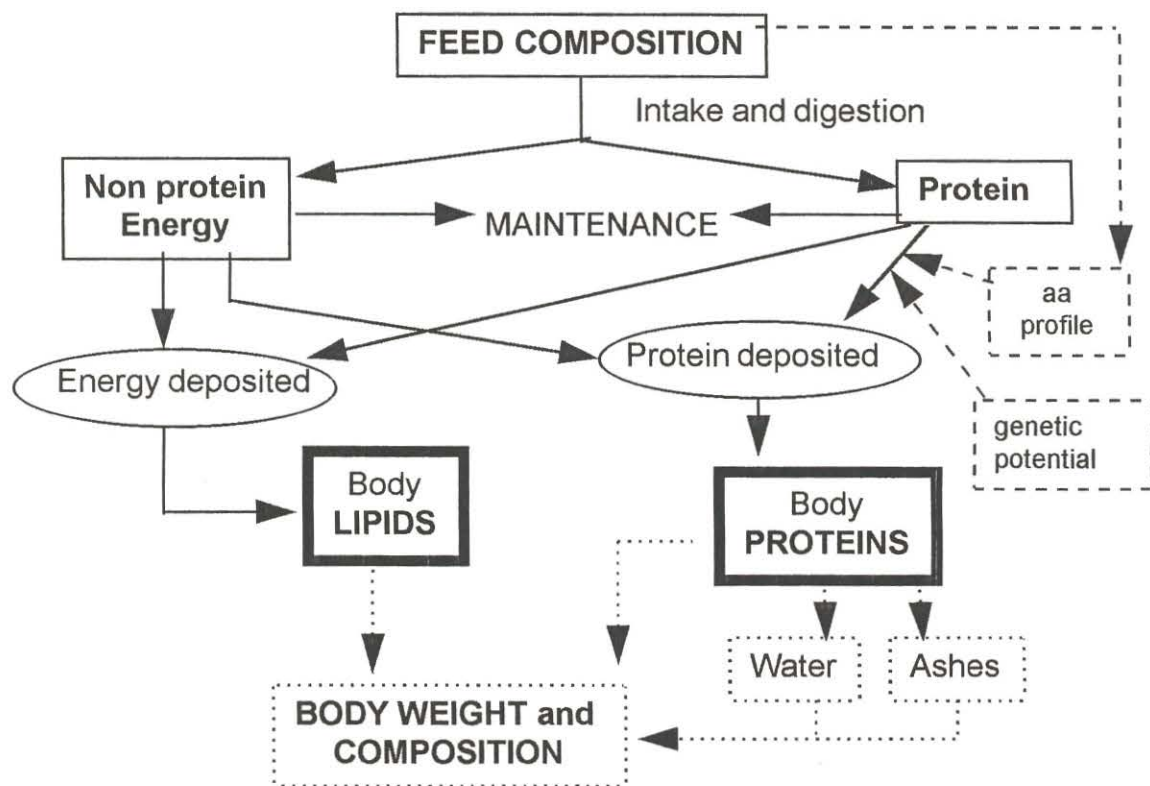 FEED COMPOSITION
Intake and digestion
Non protein
Energy
MAINTENANCE
Protein
aa
profile
Energy deposited
Protein deposited
genetic
potential
Body
LIPIDS
Body
PROTEINS
Water
Ashes
BODY WEIGHT and
COMPOSITION